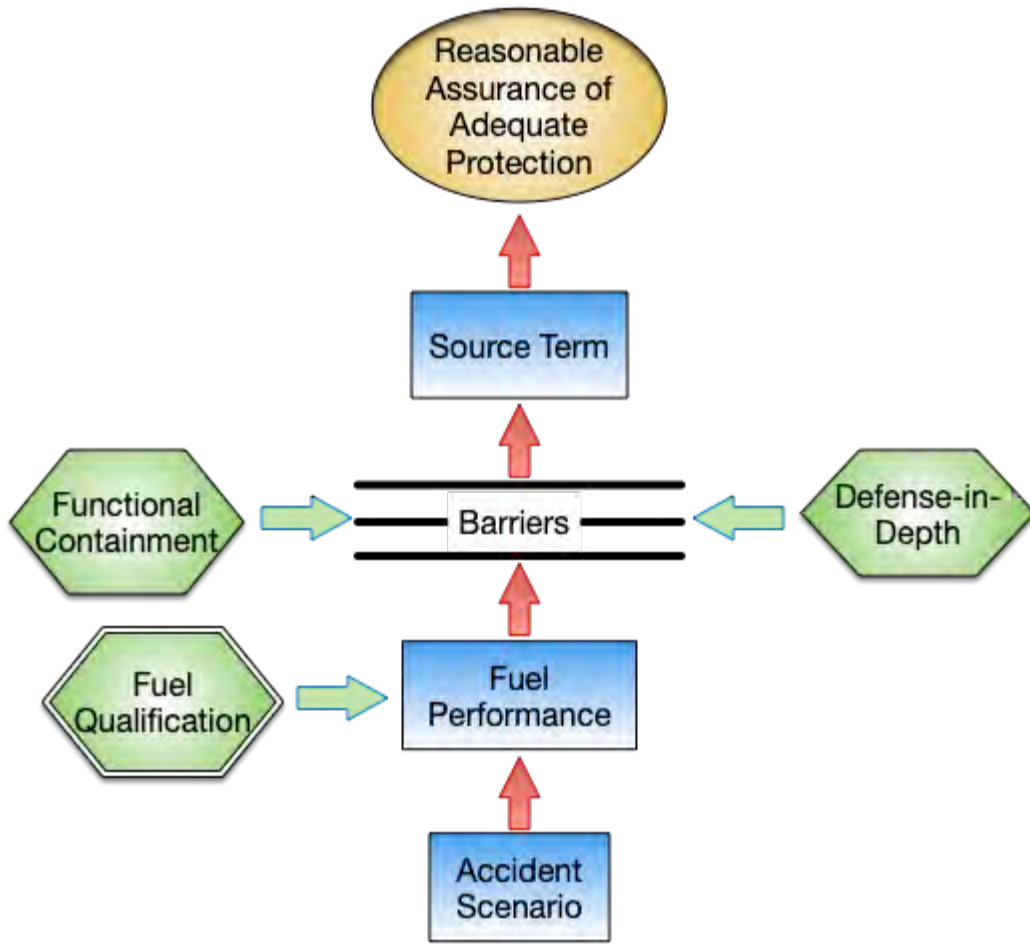 Reasonable
Assurance of
Adequate
Protection
Source Term
Functional
Containment
Barriers
Defense-in-
Depth
Fuel
Qualification
Fuel
Performance
Accident
Scenario